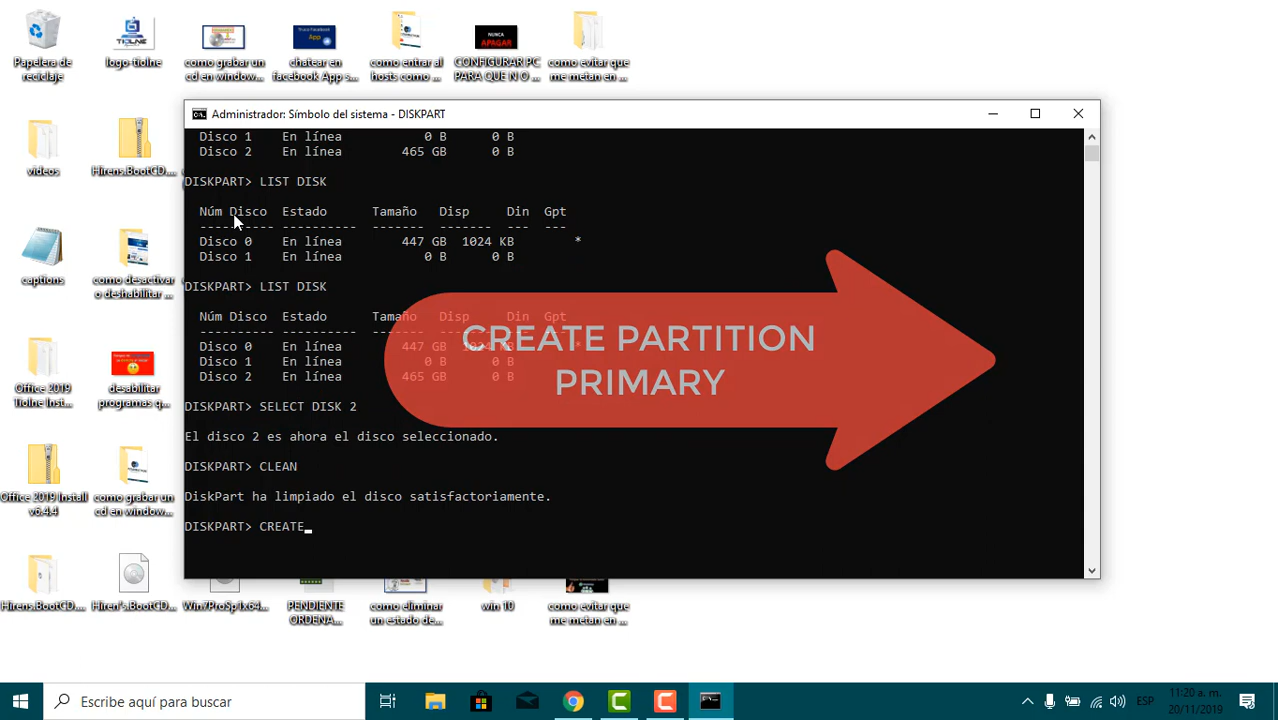 Papelera de
reciclaje
logo-tiolne
como grabar un
cd en window...
chatear en
facebook App s...
como entrar al
hosts como ...
NUNCA
APAGAR
CONFIGURAR PC
PARA QUE N O ...
como evitar que
me metan en ...
Administrador: Símbolo del sistema - DISKPART
videos
Hirens.BootCD....
captions
como desactivar
o deshabilitar ...
Office 2019
Tiolne Inst...
desabilitar
programas q...
Office 2019 Install
v6.4.4
como grabar un
cd en window...
Hirens.BootCD....
Hiren's.BootCD....
Win7ProSp1x64...
PENDIENTE
ORDENA...
como eliminar
un estado de...
win 10
como evitar que
me metan en ...
Disco 1 En línea 0 B 0 B
Disco 2 En línea 465 GB 0 B
DISKPART> LIST DISK
Núm Disco Estado Tamaño Disp Din Gpt
---------- ---------- ------- ------- --- ---
Disco 0 En línea 447 GB 1024 KB *
Disco 1 En línea 0 B 0 B
DISKPART> LIST DISK
Núm Disco Estado Tamaño Disp Din Gpt
---------- ---------- ------- ------- --- ---
Disco 0 En línea 447 GB 1024 KB *
Disco 1 En línea 0 B 0 B
Disco 2 En línea 465 GB 0 B
DISKPART> SELECT DISK 2
El disco 2 es ahora el disco seleccionado.
DISKPART> CLEAN
DiskPart ha limpiado el disco satisfactoriamente.
DISKPART> CREATE_
CREATE PARTITION
PRIMARY
Escribe aquí para buscar
ESP
11:20 a. m.
20/11/2019